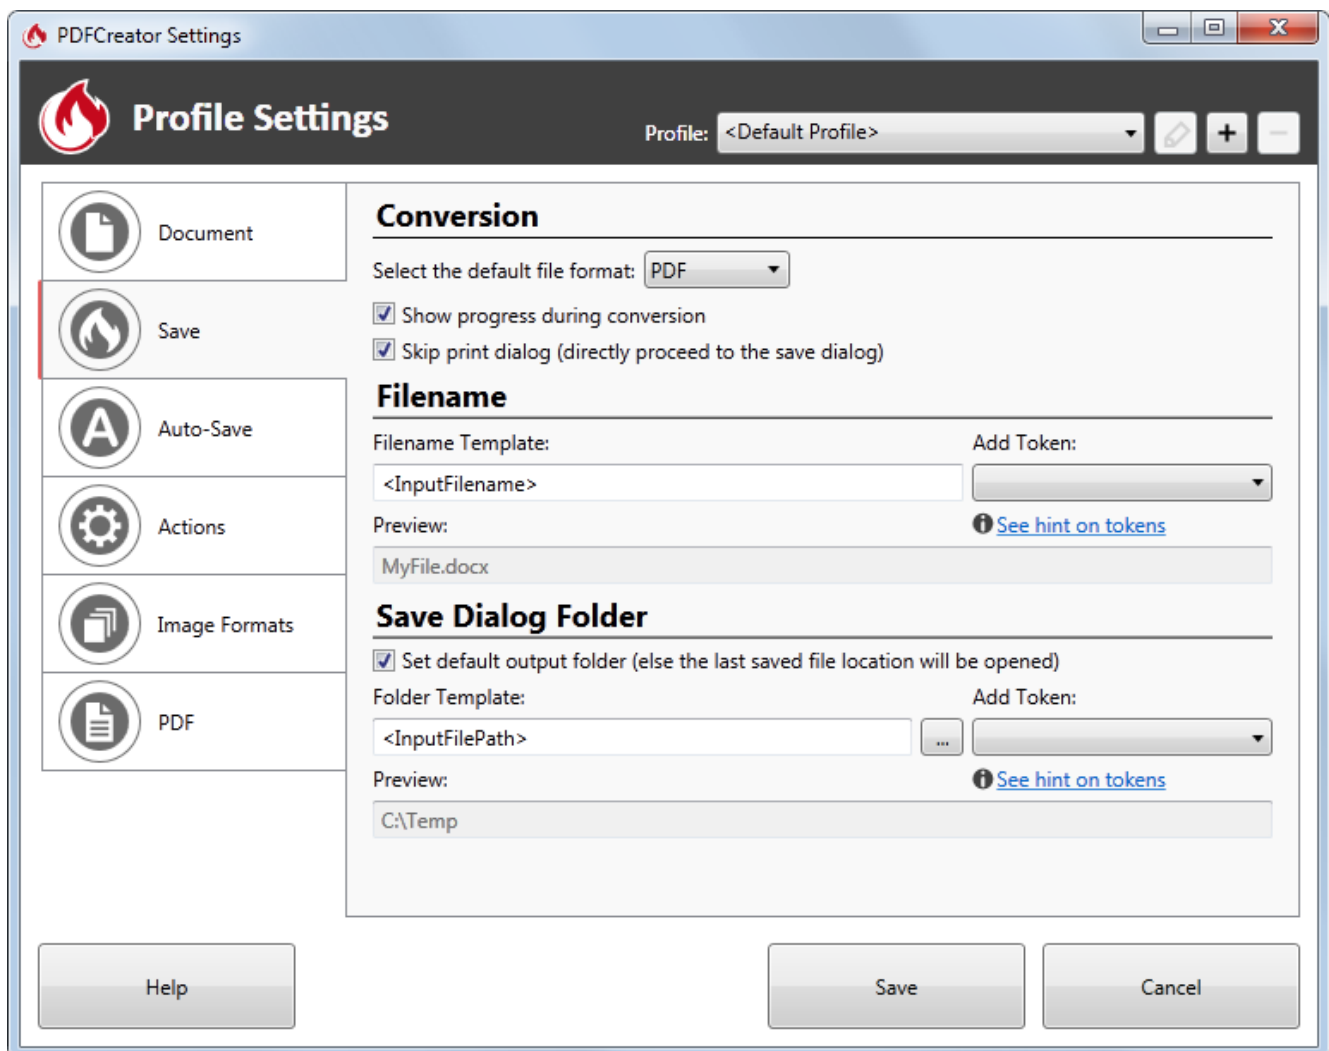 PDFCreator Settings
Profile Settings
Profile: <Default Profile>
Document
Save
Auto-Save
Actions
Image Formats
PDF
Conversion
Select the default file format: PDF
Show progress during conversion
Skip print dialog (directly proceed to the save dialog)
Filename
Filename Template: Add Token:
<InputFilename>
Preview: See hint on tokens
MyFile.docx
Save Dialog Folder
Set default output folder (else the last saved file location will be opened)
Folder Template: Add Token:
<InputFilePath> ...
Preview: See hint on tokens
C:\Temp
Help Save Cancel